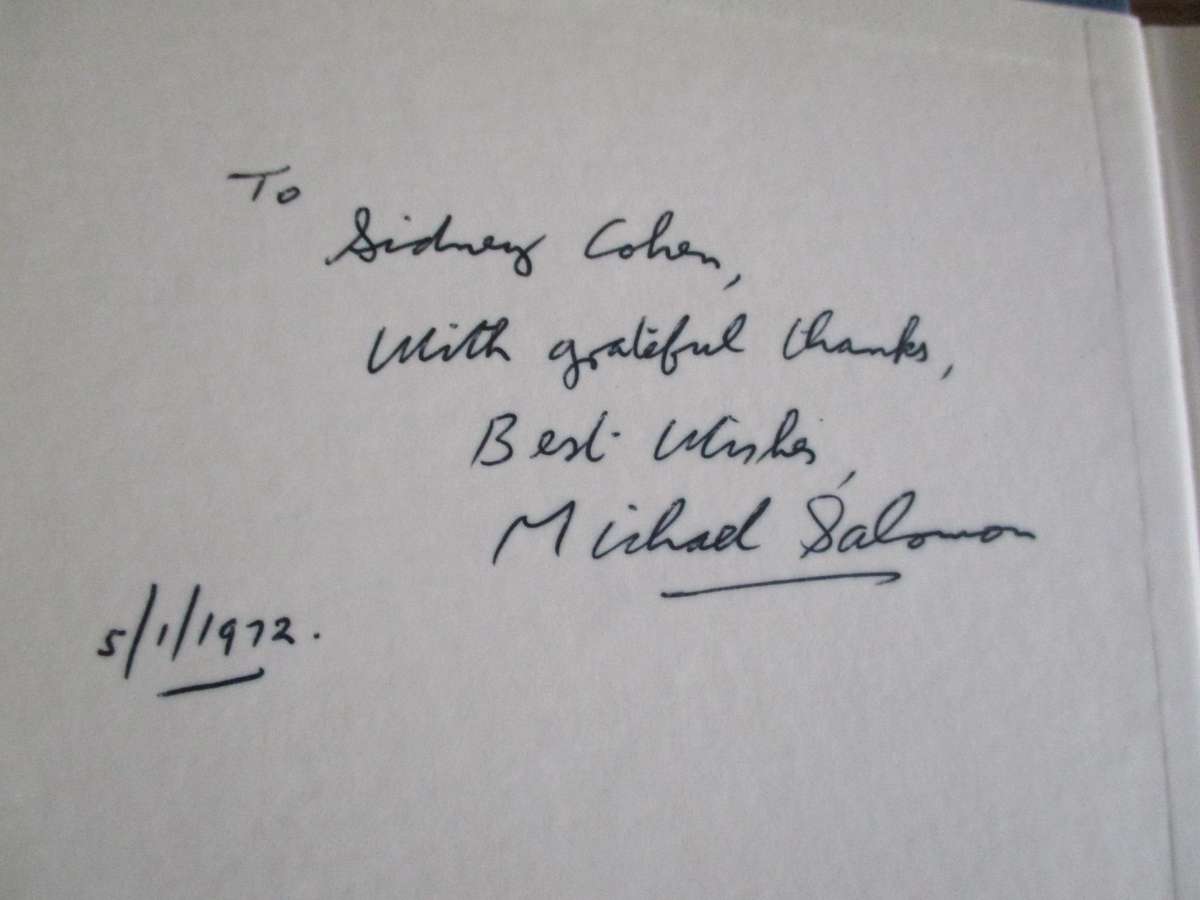 To
Sidney Cohen,
With grateful thanks,
Best Wishes,
Michael Salomon
5/1/1972.